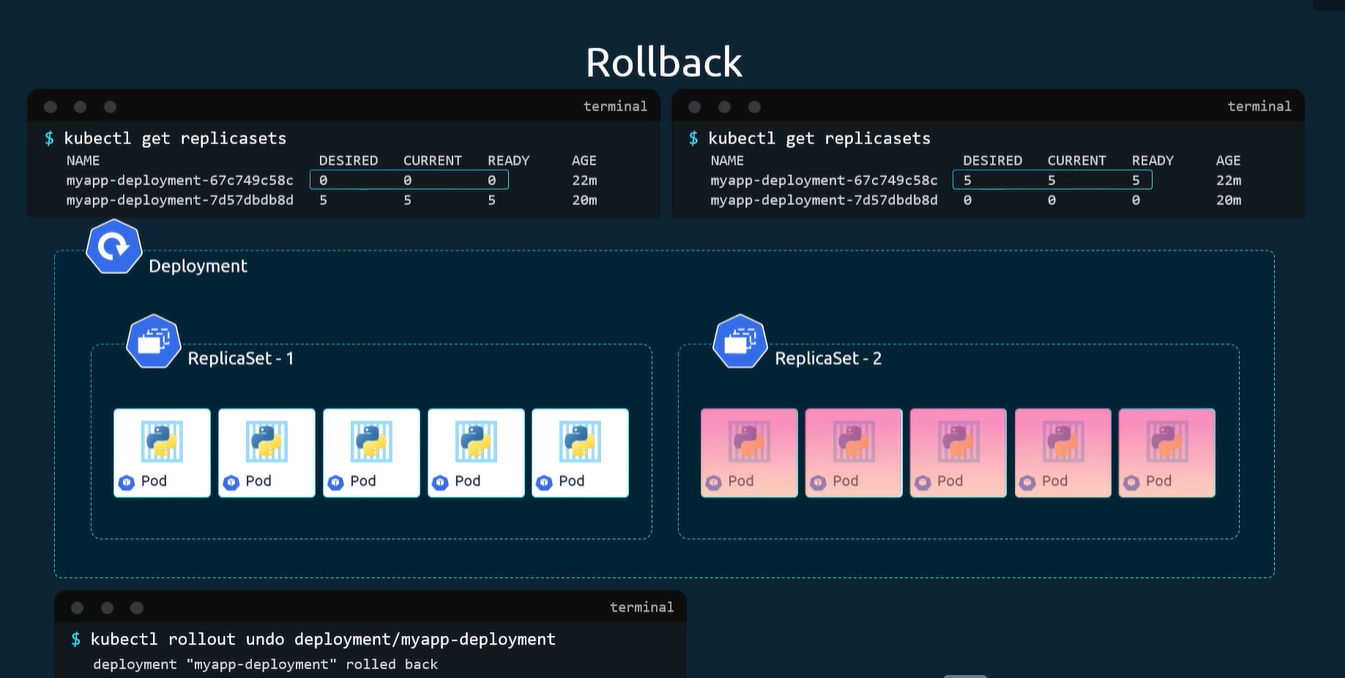 Rollback
terminal
$ kubectl get replicasets
NAME DESIRED CURRENT READY AGE
myapp-deployment-67c749c58c 0 0 0 22m
myapp-deployment-7d57dbdb8d 5 5 5 20m
terminal
$ kubectl get replicasets
NAME DESIRED CURRENT READY AGE
myapp-deployment-67c749c58c 5 5 5 22m
myapp-deployment-7d57dbdb8d 0 0 0 20m
Deployment
ReplicaSet - 1
Pod Pod Pod Pod Pod
ReplicaSet - 2
Pod Pod Pod Pod Pod
terminal
$ kubectl rollout undo deployment/myapp-deployment
deployment "myapp-deployment" rolled back